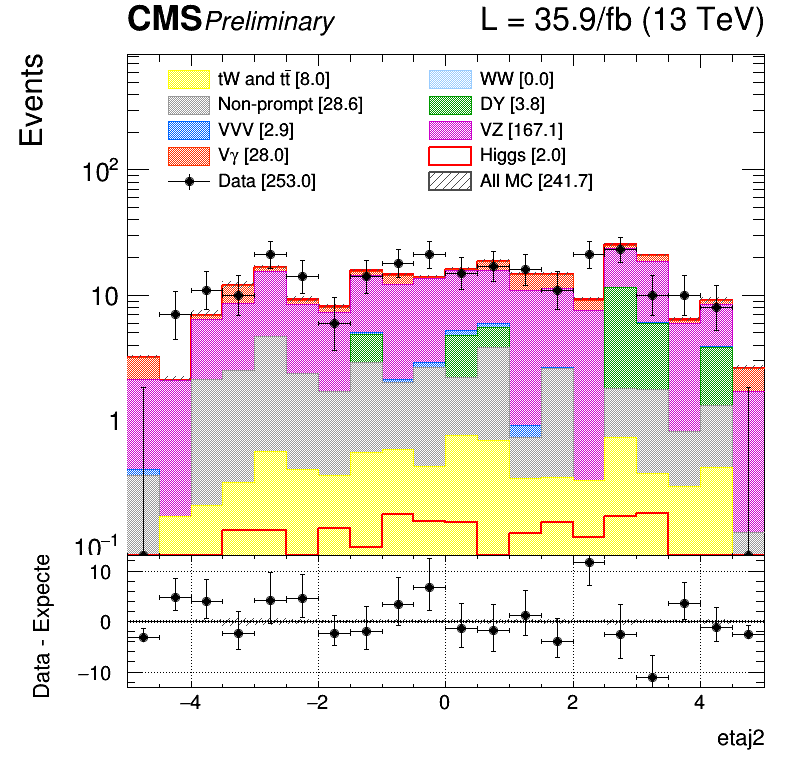 CMS Preliminary L = 35.9/fb (13 TeV)
Events
tW and tt̄ [8.0] WW [0.0]
Non-prompt [28.6] DY [3.8]
VVV [2.9] VZ [167.1]
Vγ [28.0] Higgs [2.0]
Data [253.0] All MC [241.7]
10²
10
1
10⁻¹
Data - Expecte
10
0
−10
−4 −2 0 2 4
etaj2